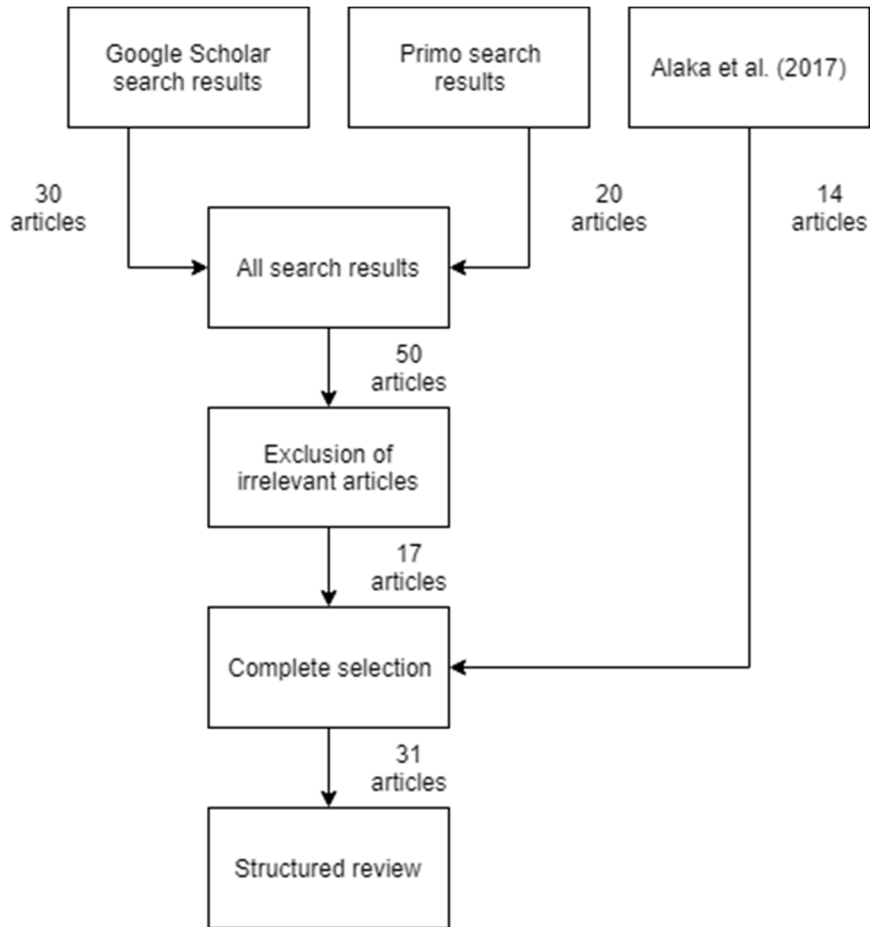 Google Scholar
search results
Primo search
results
Alaka et al. (2017)
30
articles
20
articles
14
articles
All search results
50
articles
Exclusion of
irrelevant articles
17
articles
Complete selection
31
articles
Structured review